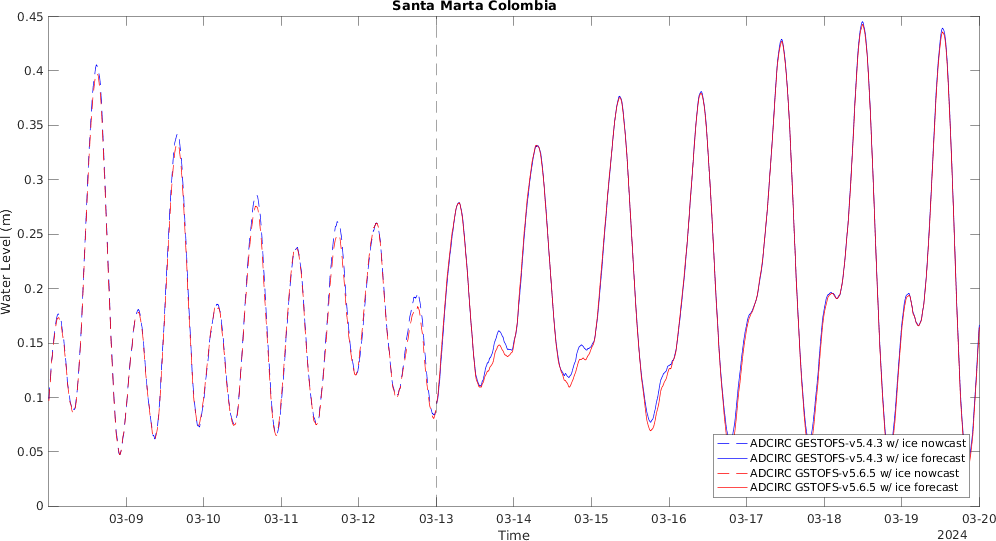 Santa Marta Colombia
0.45
0.4
0.35
0.3
0.25
0.2
0.15
0.1
0.05
0
Water Level (m)
ADCIRC GESTOFS-v5.4.3 w/ ice nowcast
ADCIRC GESTOFS-v5.4.3 w/ ice forecast
ADCIRC GSTOFS-v5.6.5 w/ ice nowcast
ADCIRC GSTOFS-v5.6.5 w/ ice forecast
03-09 03-10 03-11 03-12 03-13 03-14 03-15 03-16 03-17 03-18 03-19 03-20
Time
2024